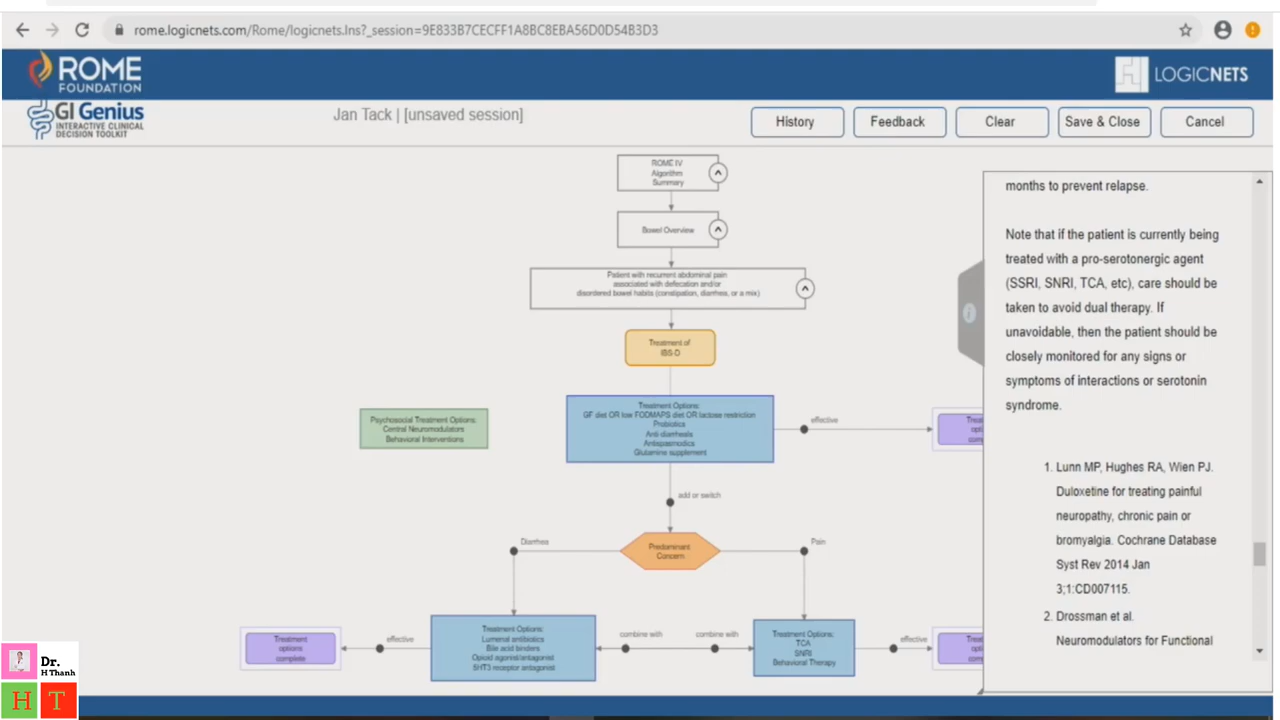 rome.logicnets.com/Rome/logicnets.lns?_session=9E833B7CECFF1A8BC8EBA56D0D54B3D3
ROME
FOUNDATION
LOGICNETS
GI Genius
INTERACTIVE CLINICAL
DECISION TOOLKIT
Jan Tack | [unsaved session]
History
Feedback
Clear
Save & Close
Cancel
ROME IV
Algorithm
Summary
Bowel Overview
Patient with recurrent abdominal pain
associated with defecation and/or
disordered bowel habits (constipation, diarrhea, or a mix)
Treatment of
IBS-D
Psychosocial Treatment Options:
Central Neuromodulators
Behavioral Interventions
Treatment Options:
GF diet OR low FODMAPS diet OR lactose restriction
Probiotics
Anti-diarrheals
Antispasmodics
Glutamine supplement
effective
Treat
opti
comp
add or switch
Predominant
Concern
Diarrhea
Pain
Treatment
options
complete
effective
Treatment Options:
Lumenal antibiotics
Bile acid binders
Opioid agonist/antagonist
5HT3 receptor antagonist
combine with
combine with
Treatment Options:
TCA
SNRI
Behavioral Therapy
effective
Treat
opti
comp
months to prevent relapse.
Note that if the patient is currently being
treated with a pro-serotonergic agent
(SSRI, SNRI, TCA, etc), care should be
taken to avoid dual therapy. If
unavoidable, then the patient should be
closely monitored for any signs or
symptoms of interactions or serotonin
syndrome.
1. Lunn MP, Hughes RA, Wien PJ.
Duloxetine for treating painful
neuropathy, chronic pain or
bromyalgia. Cochrane Database
Syst Rev 2014 Jan
3;1:CD007115.
2. Drossman et al.
Neuromodulators for Functional
Dr.
H Thanh
H T